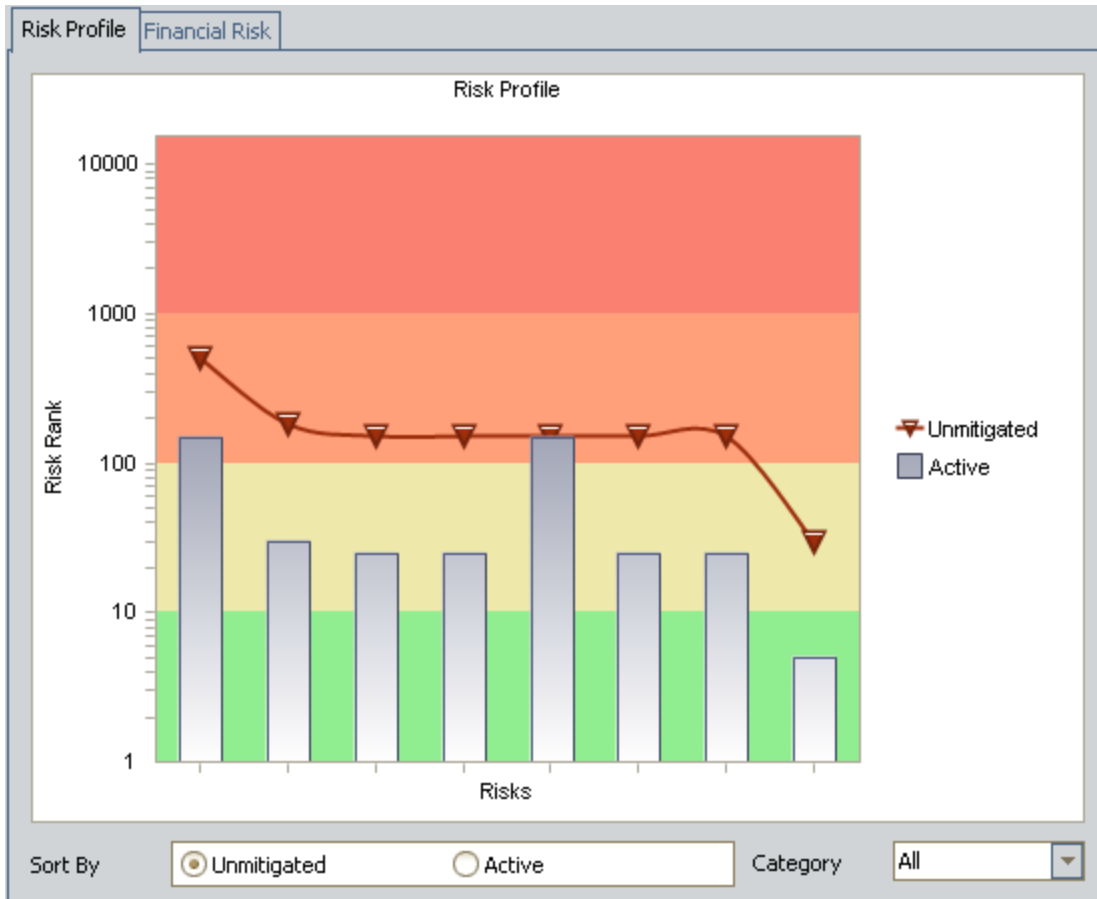 Risk Profile
Financial Risk
Risk Profile
10000
1000
100
10
1
Risk Rank
Risks
Unmitigated
Active
Sort By
Unmitigated
Active
Category
All